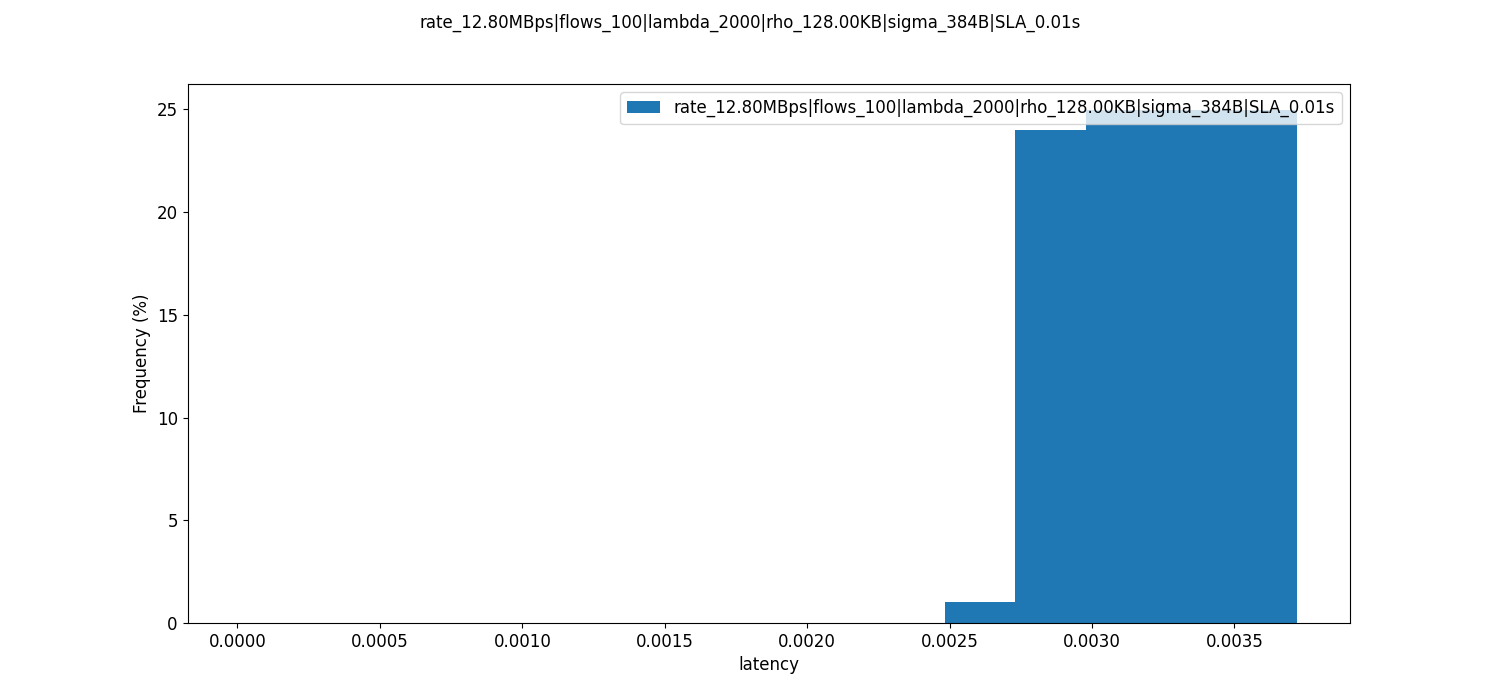 rate_12.80MBps|flows_100|lambda_2000|rho_128.00KB|sigma_384B|SLA_0.01s
rate_12.80MBps|flows_100|lambda_2000|rho_128.00KB|sigma_384B|SLA_0.01s
25
20
15
10
5
0
Frequency (%)
0.0000 0.0005 0.0010 0.0015 0.0020 0.0025 0.0030 0.0035
latency